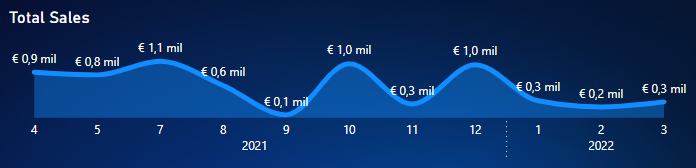 Total Sales
€ 0,9 mil € 0,8 mil € 1,1 mil € 0,6 mil € 0,1 mil € 1,0 mil € 0,3 mil € 1,0 mil € 0,3 mil € 0,2 mil € 0,3 mil
4 5 7 8 9 10 11 12 1 2 3
2021 2022